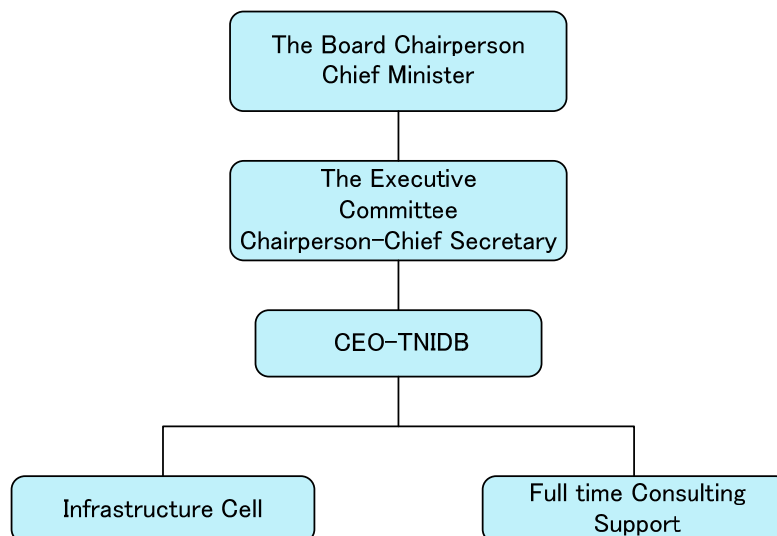 The Board Chairperson
Chief Minister
The Executive
Committee
Chairperson-Chief Secretary
CEO-TNIDB
Infrastructure Cell
Full time Consulting
Support